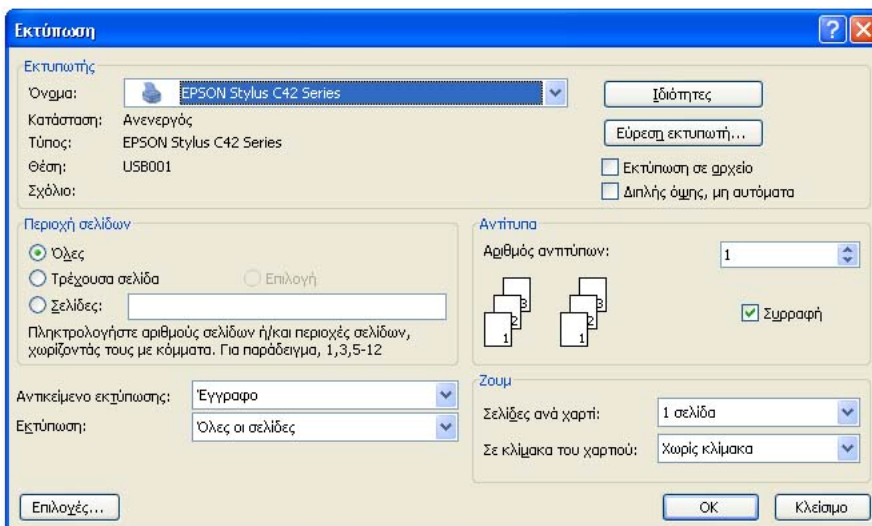 Εκτύπωση
Εκτυπωτής
Όνομα: EPSON Stylus C42 Series Ιδιότητες
Κατάσταση: Ανενεργός
Τύπος: EPSON Stylus C42 Series Εύρεση εκτυπωτή...
Θέση: USB001 Εκτύπωση σε αρχείο
Σχόλιο: Διπλής όψης, μη αυτόματα
Περιοχή σελίδων
Όλες
Τρέχουσα σελίδα Επιλογή
Σελίδες:
Πληκτρολογήστε αριθμούς σελίδων ή/και περιοχές σελίδων,
χωρίζοντάς τους με κόμματα. Για παράδειγμα, 1,3,5-12
Αντίτυπα
Αριθμός αντιτύπων: 1
3 3
2 2
1 1
Συρραφή
Αντικείμενο εκτύπωσης: Έγγραφο
Εκτύπωση: Όλες οι σελίδες
Ζουμ
Σελίδες ανά χαρτί: 1 σελίδα
Σε κλίμακα του χαρτιού: Χωρίς κλίμακα
Επιλογές... OK Κλείσιμο